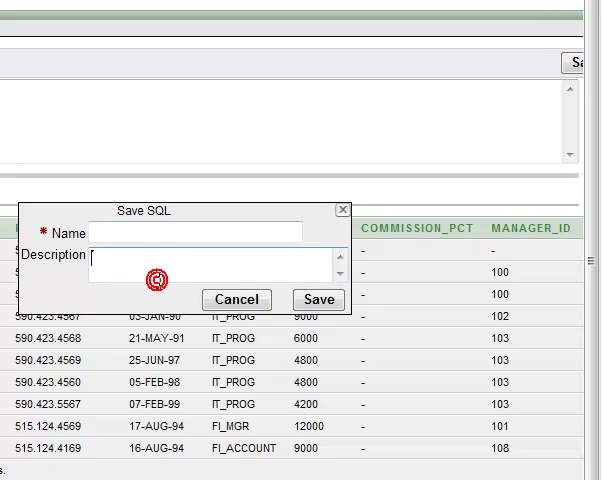 Sa
Save SQL
* Name
COMMISSION_PCT MANAGER_ID
- -
Description
- 100
- 100
Cancel Save
590.423.4567 03-JAN-90 IT_PROG 9000 - 102
590.423.4568 21-MAY-91 IT_PROG 6000 - 103
590.423.4569 25-JUN-97 IT_PROG 4800 - 103
590.423.4560 05-FEB-98 IT_PROG 4800 - 103
590.423.5567 07-FEB-99 IT_PROG 4200 - 103
515.124.4569 17-AUG-94 FI_MGR 12000 - 101
515.124.4169 16-AUG-94 FI_ACCOUNT 9000 - 108
s.